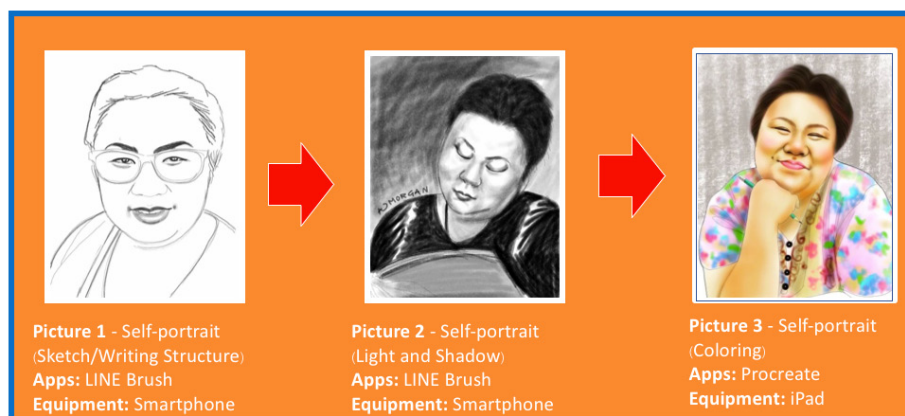 AJMORGAN
Picture 1 - Self-portrait
(Sketch/Writing Structure)
Apps: LINE Brush
Equipment: Smartphone
Picture 2 - Self-portrait
(Light and Shadow)
Apps: LINE Brush
Equipment: Smartphone
Picture 3 - Self-portrait
(Coloring)
Apps: Procreate
Equipment: iPad